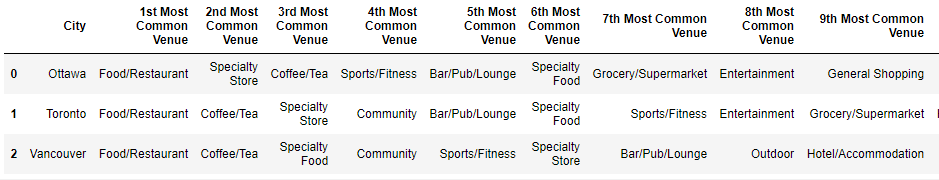 City 1st Most Common Venue 2nd Most Common Venue 3rd Most Common Venue 4th Most Common Venue 5th Most Common Venue 6th Most Common Venue 7th Most Common Venue 8th Most Common Venue 9th Most Common Venue
0 Ottawa Food/Restaurant Specialty Store Coffee/Tea Sports/Fitness Bar/Pub/Lounge Specialty Food Grocery/Supermarket Entertainment General Shopping
1 Toronto Food/Restaurant Coffee/Tea Specialty Store Community Bar/Pub/Lounge Specialty Food Sports/Fitness Entertainment Grocery/Supermarket
2 Vancouver Food/Restaurant Coffee/Tea Specialty Food Community Sports/Fitness Specialty Store Bar/Pub/Lounge Outdoor Hotel/Accommodation